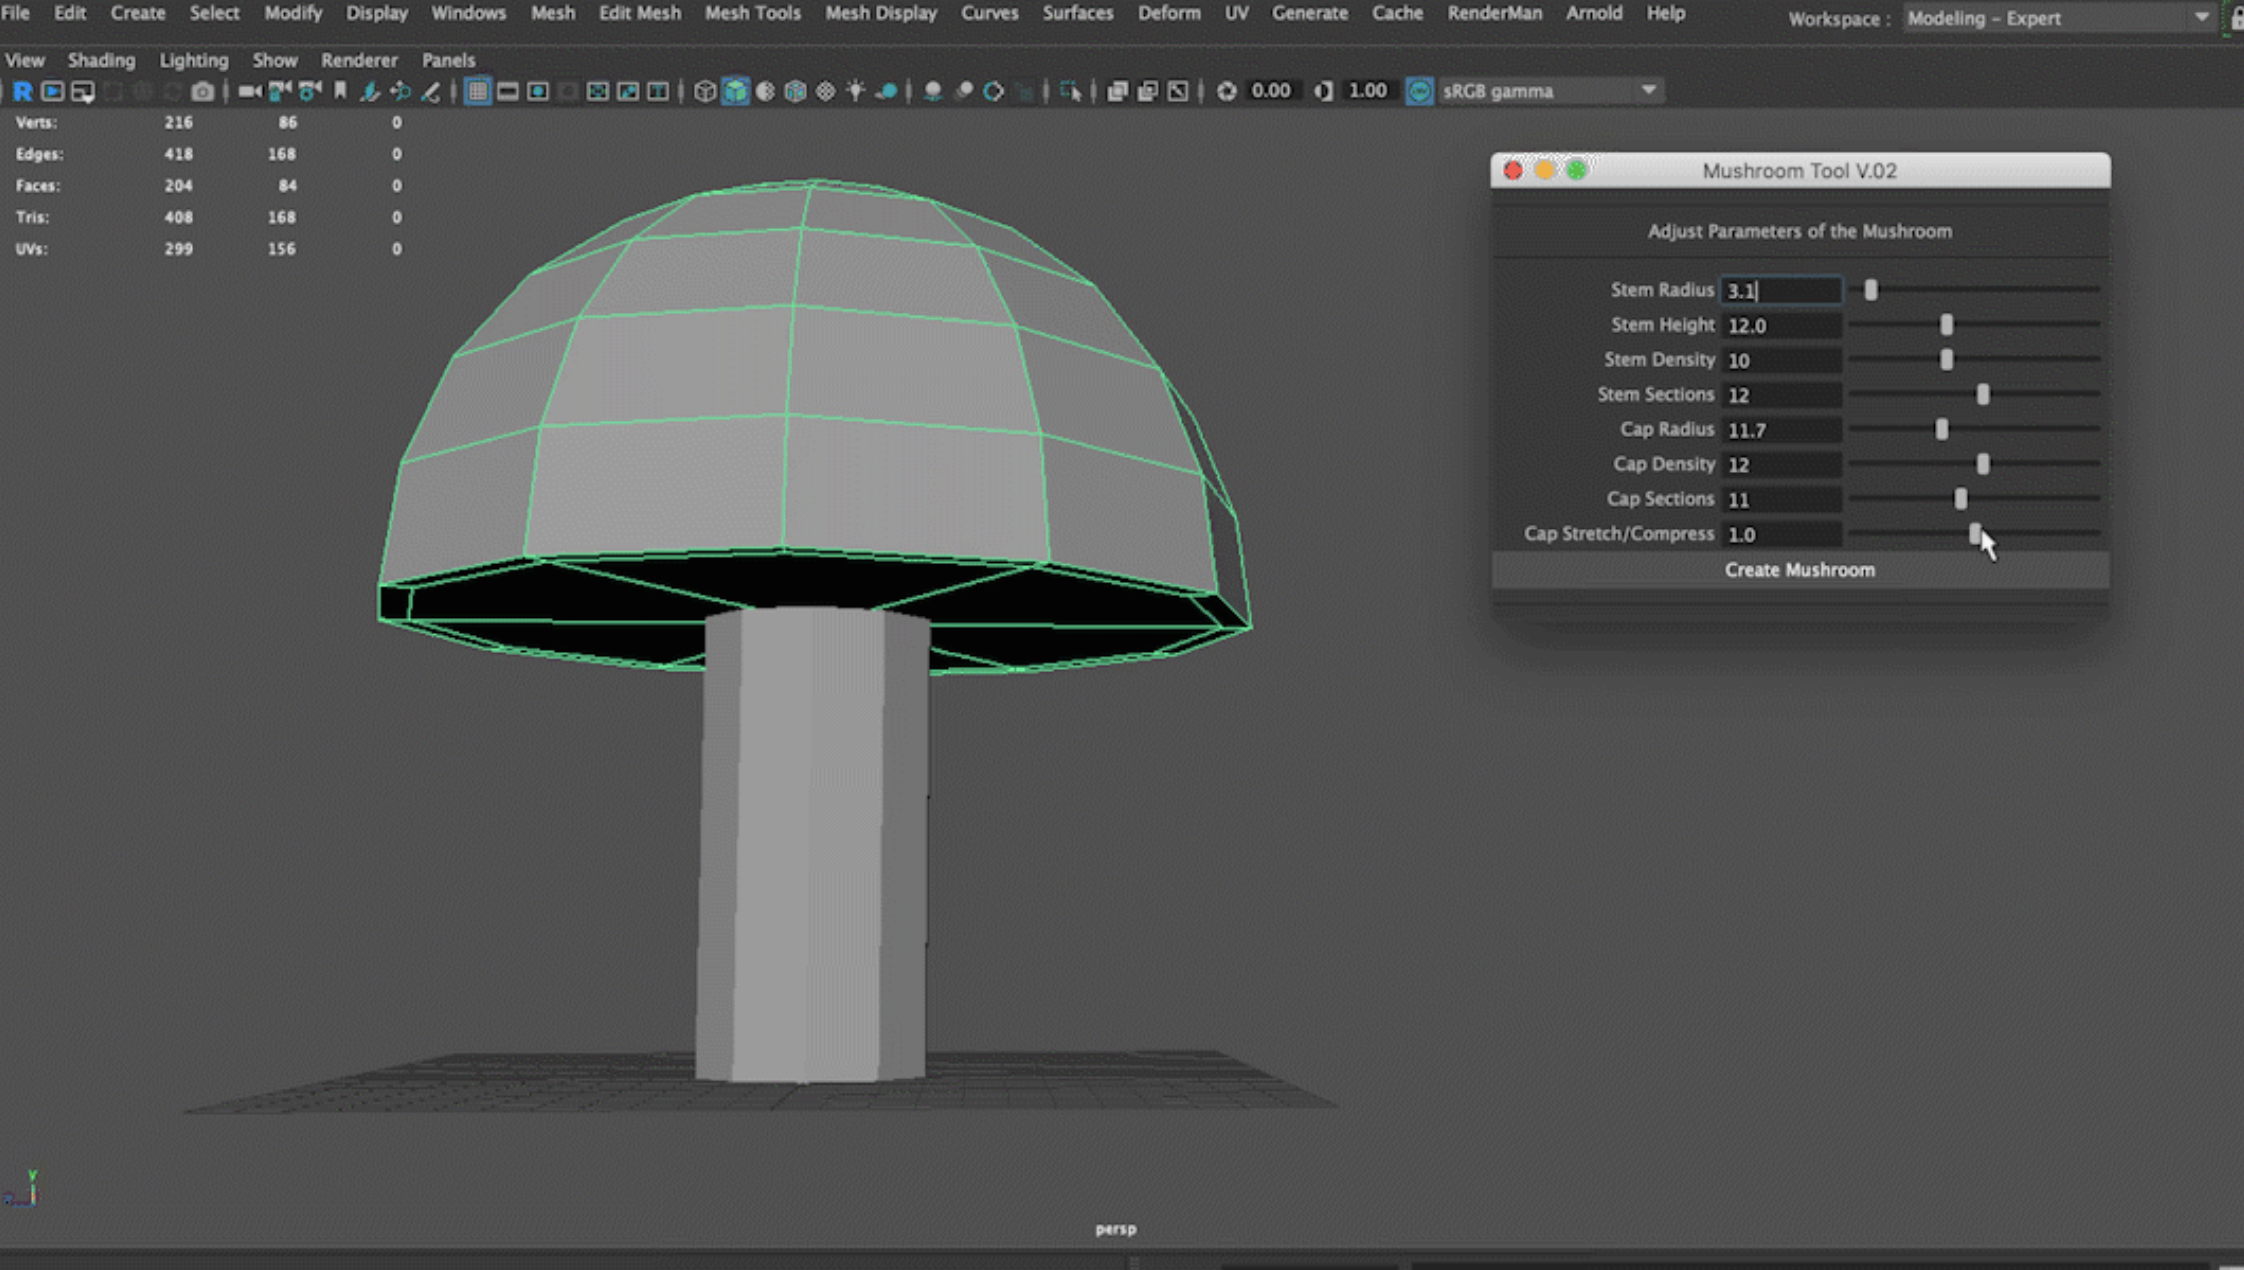 File Edit Create Select Modify Display Windows Mesh Edit Mesh Mesh Tools Mesh Display Curves Surfaces Deform UV Generate Cache RenderMan Arnold Help Workspace : Modeling – Expert
View Shading Lighting Show Renderer Panels
R 0.00 1.00 sRGB gamma
Verts: 216 86 0
Edges: 418 168 0
Faces: 204 84 0
Tris: 408 168 0
UVs: 299 156 0
Mushroom Tool V.02
Adjust Parameters of the Mushroom
Stem Radius 3.1
Stem Height 12.0
Stem Density 10
Stem Sections 12
Cap Radius 11.7
Cap Density 12
Cap Sections 11
Cap Stretch/Compress 1.0
Create Mushroom
Y
persp